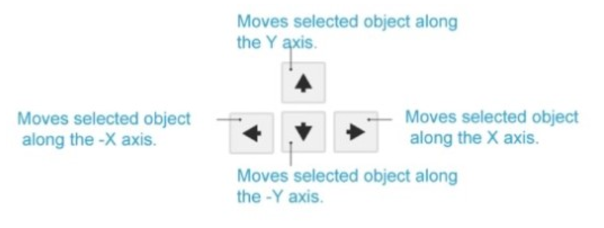 Moves selected object along
the Y axis.
Moves selected object
along the -X axis.
Moves selected object
along the X axis.
Moves selected object along
the -Y axis.